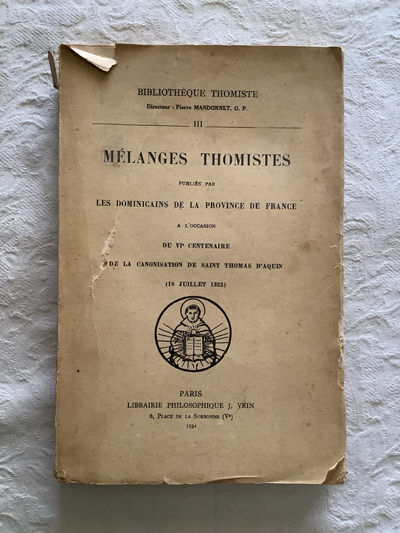 BIBLIOTHÈQUE THOMISTE
Directeur : Pierre MANDONNET, O. P.
III
MÉLANGES THOMISTES
PUBLIÉS PAR
LES DOMINICAINS DE LA PROVINCE DE FRANCE
A L'OCCASION
DU VIᵉ CENTENAIRE
DE LA CANONISATION DE SAINT THOMAS D'AQUIN
(18 JUILLET 1323)
PARIS
LIBRAIRIE PHILOSOPHIQUE J. VRIN
6, PLACE DE LA SORBONNE (Vᵉ)